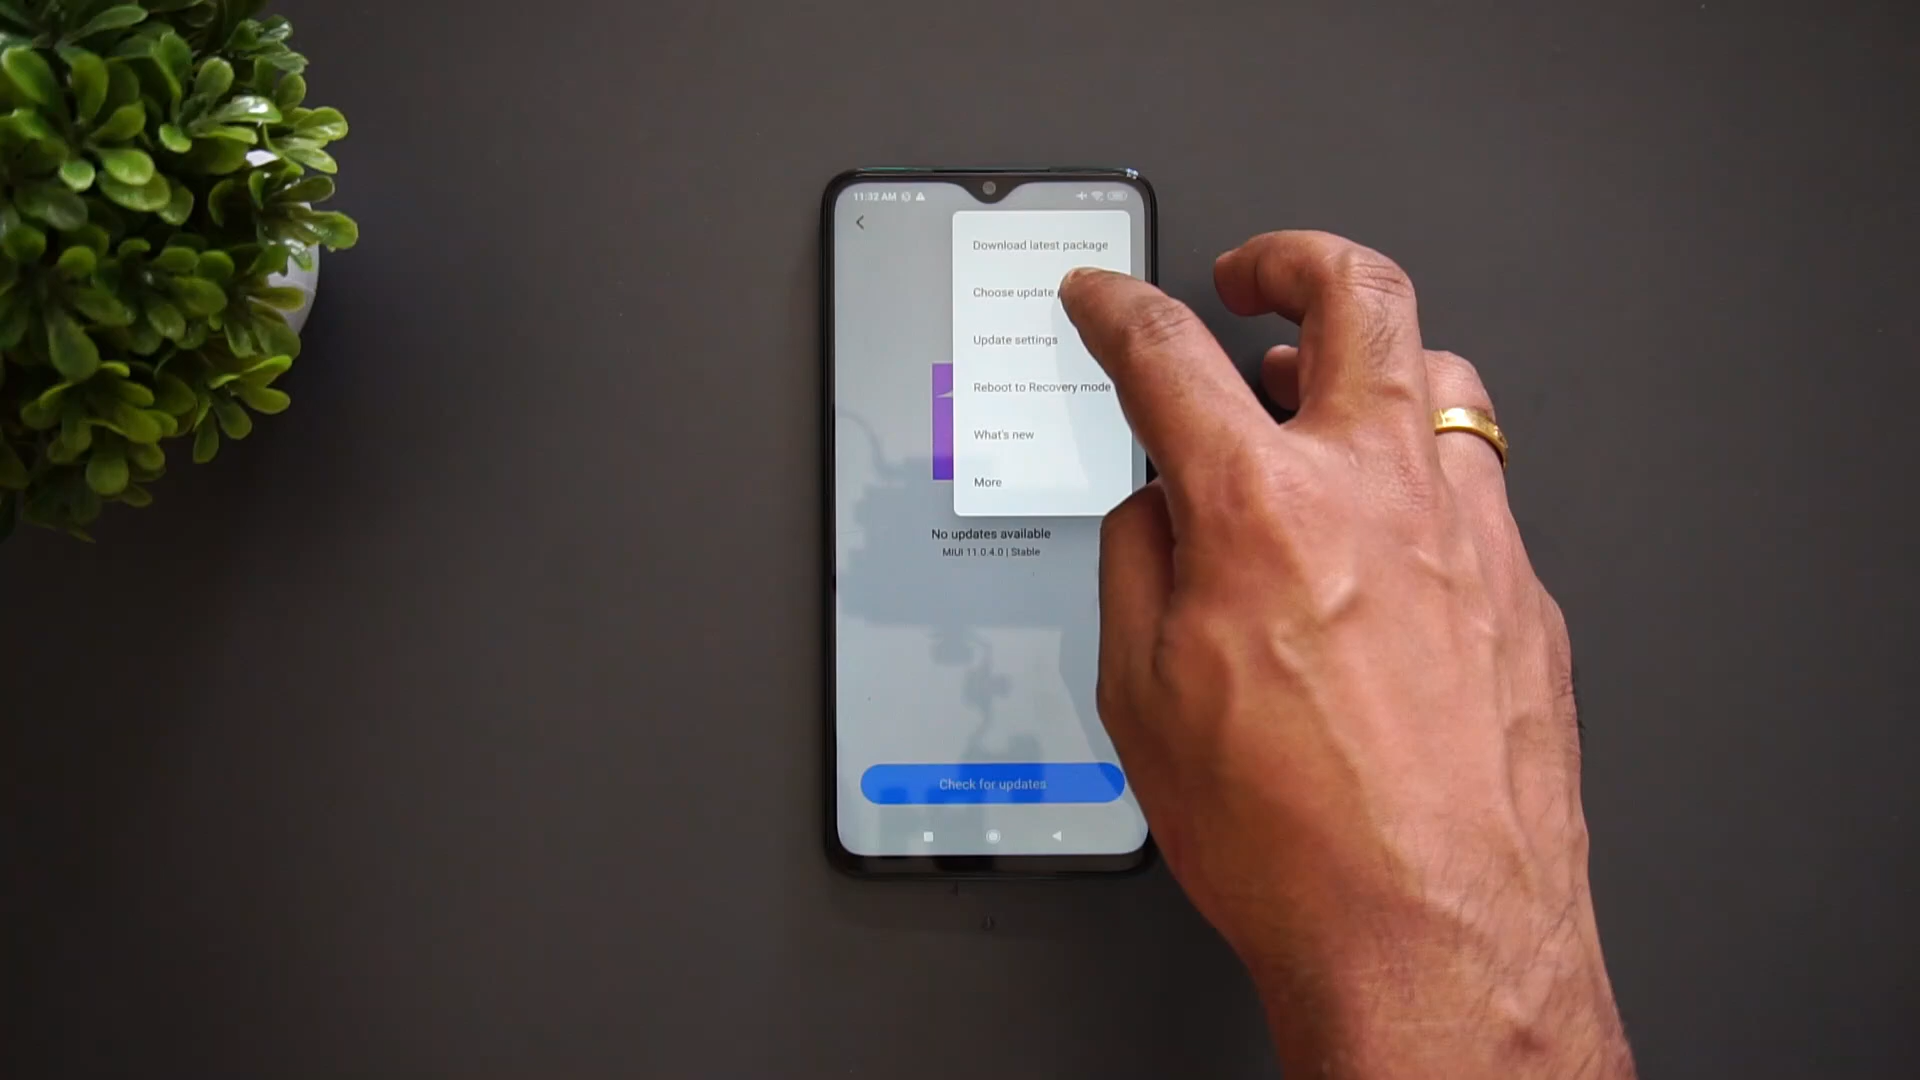 11:32 AM
Download latest package
Choose update
Update settings
Reboot to Recovery mode
What's new
More
No updates available
MIUI 11.0.4.0 | Stable
Check for updates